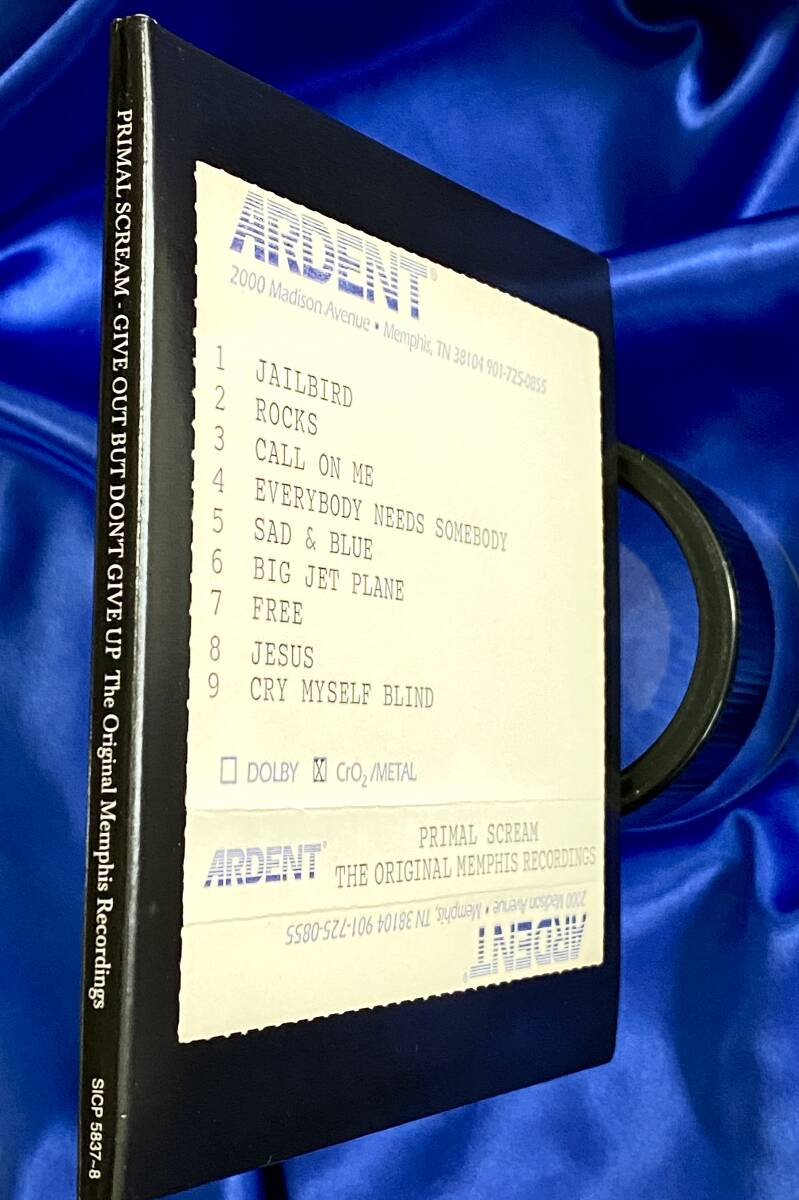 PRIMAL SCREAM - GIVE OUT BUT DON'T GIVE UP The Original Memphis Recordings
SICP 5837~8
ARDENT®
2000 Madison Avenue • Memphis, TN 38104 901-725-0855
1 JAILBIRD
2 ROCKS
3 CALL ON ME
4 EVERYBODY NEEDS SOMEBODY
5 SAD & BLUE
6 BIG JET PLANE
7 FREE
8 JESUS
9 CRY MYSELF BLIND
☐ DOLBY ☒ CrO₂/METAL
ARDENT®
PRIMAL SCREAM
THE ORIGINAL MEMPHIS RECORDINGS
ARDENT®
2000 Madison Avenue • Memphis, TN 38104 901-725-0855